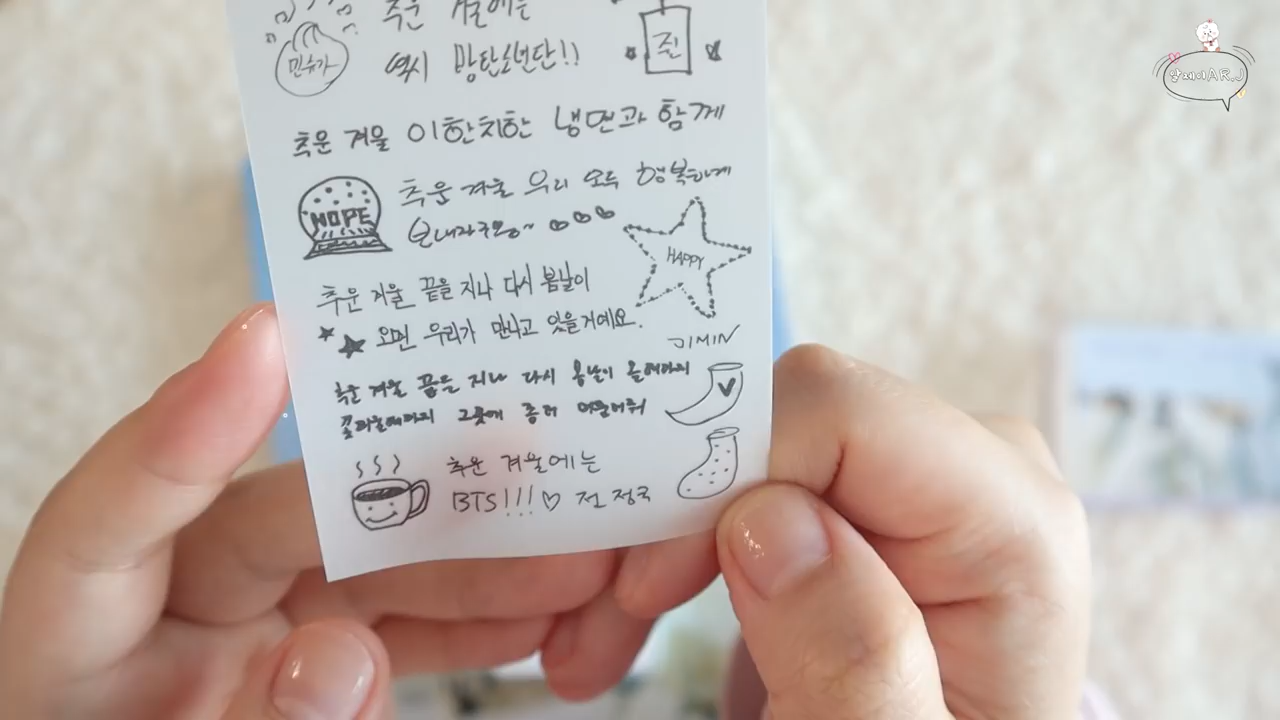 추운 겨울에는
민슈가
역시 방탄소년단!!
진
알제이AR.J
추운 겨울 이한치한 냉면과 함께
HOPE
추운 겨울 우리 모두 행복하게
보내자구요~
HAPPY
추운 겨울 끝을 지나 다시 봄날이
오면 우리가 만나고 있을거예요.
JIMIN
추운 겨울 끝을 지나 다시 봄날이 올때까지
꽃피울때까지 그곳에 좀더 머물러줘
추운 겨울에는
BTS!!!♡ 전정국